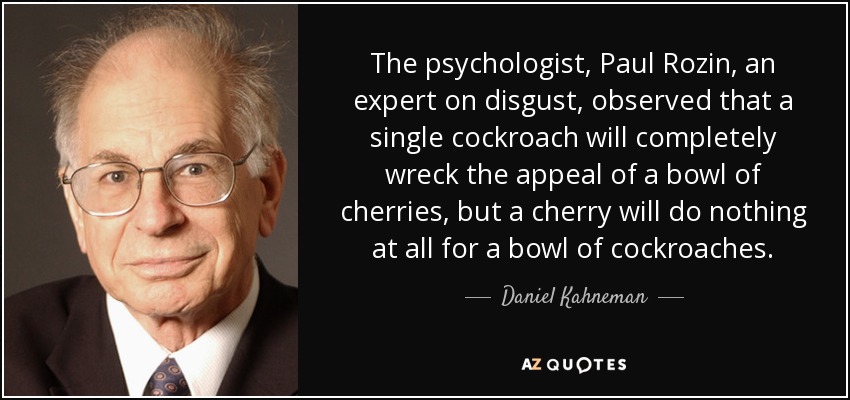 The psychologist, Paul Rozin, an
expert on disgust, observed that a
single cockroach will completely
wreck the appeal of a bowl of
cherries, but a cherry will do nothing
at all for a bowl of cockroaches.
Daniel Kahneman
AZ QUOTES